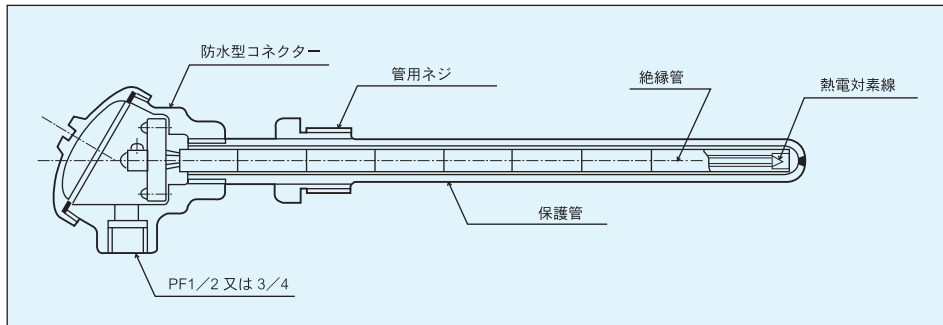 防水型コネクター
管用ネジ
絶縁管
熱電対素線
保護管
PF1／2 又は 3／4